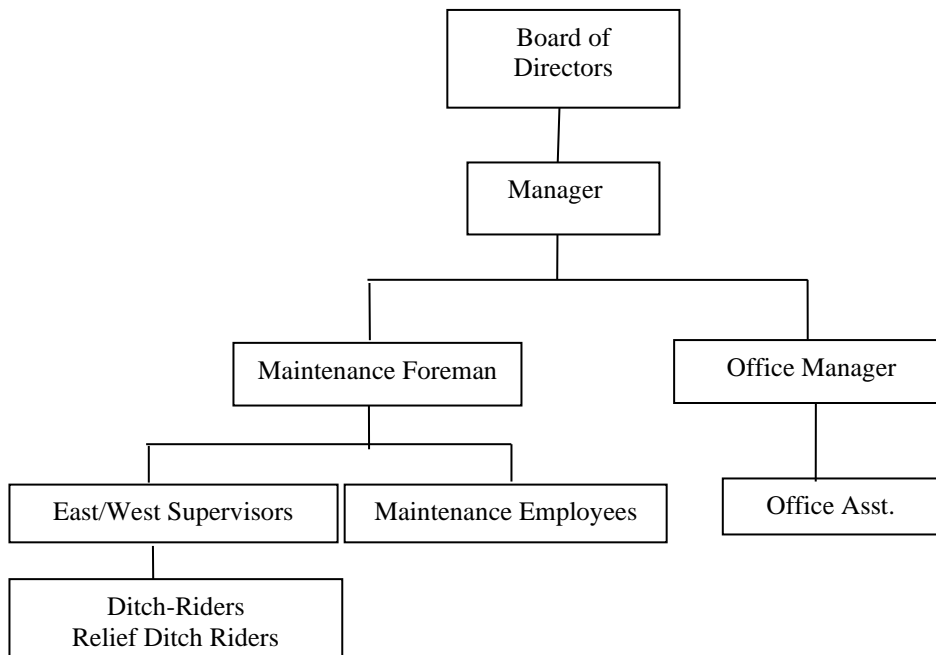 Board of
Directors
Manager
Maintenance Foreman
Office Manager
East/West Supervisors
Maintenance Employees
Office Asst.
Ditch-Riders
Relief Ditch Riders